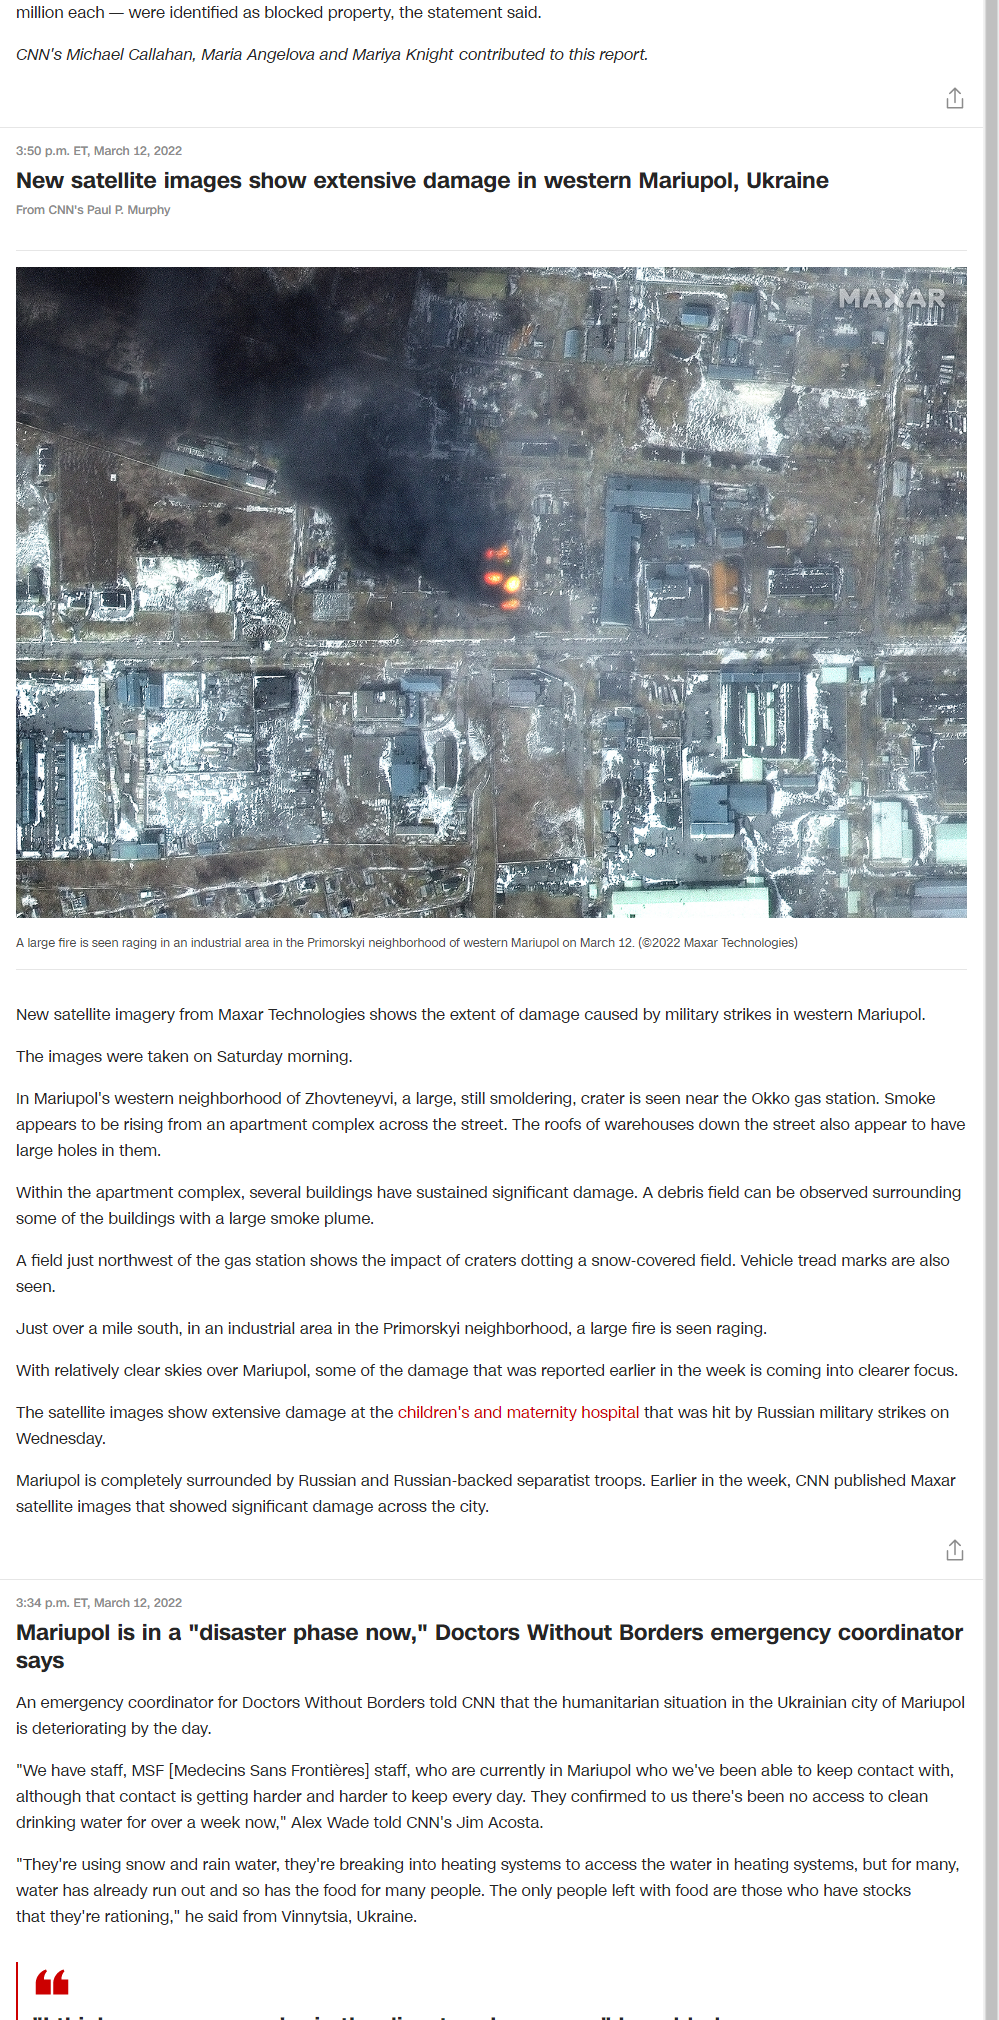 million each — were identified as blocked property, the statement said.
CNN's Michael Callahan, Maria Angelova and Mariya Knight contributed to this report.
3:50 p.m. ET, March 12, 2022
New satellite images show extensive damage in western Mariupol, Ukraine
From CNN's Paul P. Murphy
MAXAR
A large fire is seen raging in an industrial area in the Primorskyi neighborhood of western Mariupol on March 12. (©2022 Maxar Technologies)
New satellite imagery from Maxar Technologies shows the extent of damage caused by military strikes in western Mariupol.
The images were taken on Saturday morning.
In Mariupol's western neighborhood of Zhovteneyvi, a large, still smoldering, crater is seen near the Okko gas station. Smoke
appears to be rising from an apartment complex across the street. The roofs of warehouses down the street also appear to have
large holes in them.
Within the apartment complex, several buildings have sustained significant damage. A debris field can be observed surrounding
some of the buildings with a large smoke plume.
A field just northwest of the gas station shows the impact of craters dotting a snow-covered field. Vehicle tread marks are also
seen.
Just over a mile south, in an industrial area in the Primorskyi neighborhood, a large fire is seen raging.
With relatively clear skies over Mariupol, some of the damage that was reported earlier in the week is coming into clearer focus.
The satellite images show extensive damage at the children's and maternity hospital that was hit by Russian military strikes on
Wednesday.
Mariupol is completely surrounded by Russian and Russian-backed separatist troops. Earlier in the week, CNN published Maxar
satellite images that showed significant damage across the city.
3:34 p.m. ET, March 12, 2022
Mariupol is in a "disaster phase now," Doctors Without Borders emergency coordinator
says
An emergency coordinator for Doctors Without Borders told CNN that the humanitarian situation in the Ukrainian city of Mariupol
is deteriorating by the day.
"We have staff, MSF [Medecins Sans Frontières] staff, who are currently in Mariupol who we've been able to keep contact with,
although that contact is getting harder and harder to keep every day. They confirmed to us there's been no access to clean
drinking water for over a week now," Alex Wade told CNN's Jim Acosta.
"They're using snow and rain water, they're breaking into heating systems to access the water in heating systems, but for many,
water has already run out and so has the food for many people. The only people left with food are those who have stocks
that they're rationing," he said from Vinnytsia, Ukraine.